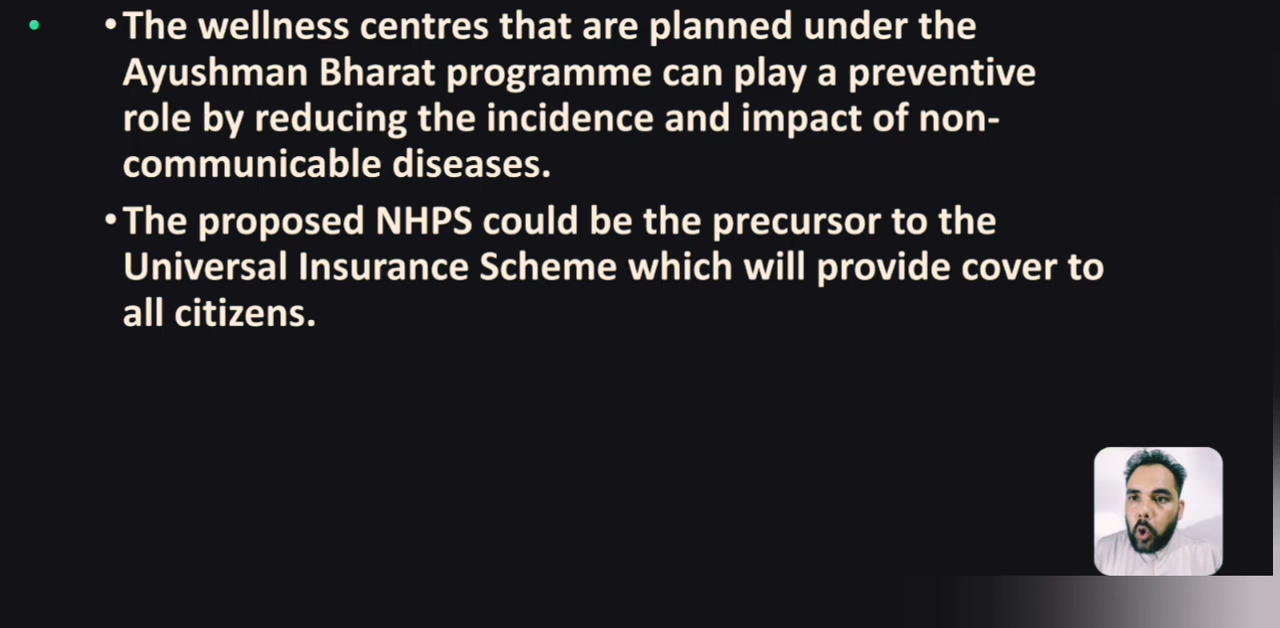 •The wellness centres that are planned under the
Ayushman Bharat programme can play a preventive
role by reducing the incidence and impact of non-
communicable diseases.
•The proposed NHPS could be the precursor to the
Universal Insurance Scheme which will provide cover to
all citizens.